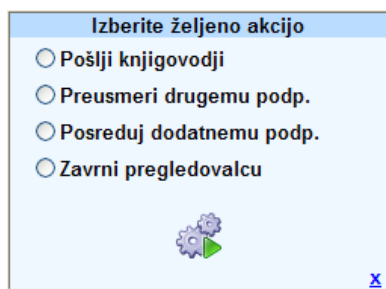 Izberite željeno akcijo
Pošlji knjigovodji
Preusmeri drugemu podp.
Posreduj dodatnemu podp.
Zavrni pregledovalcu
x